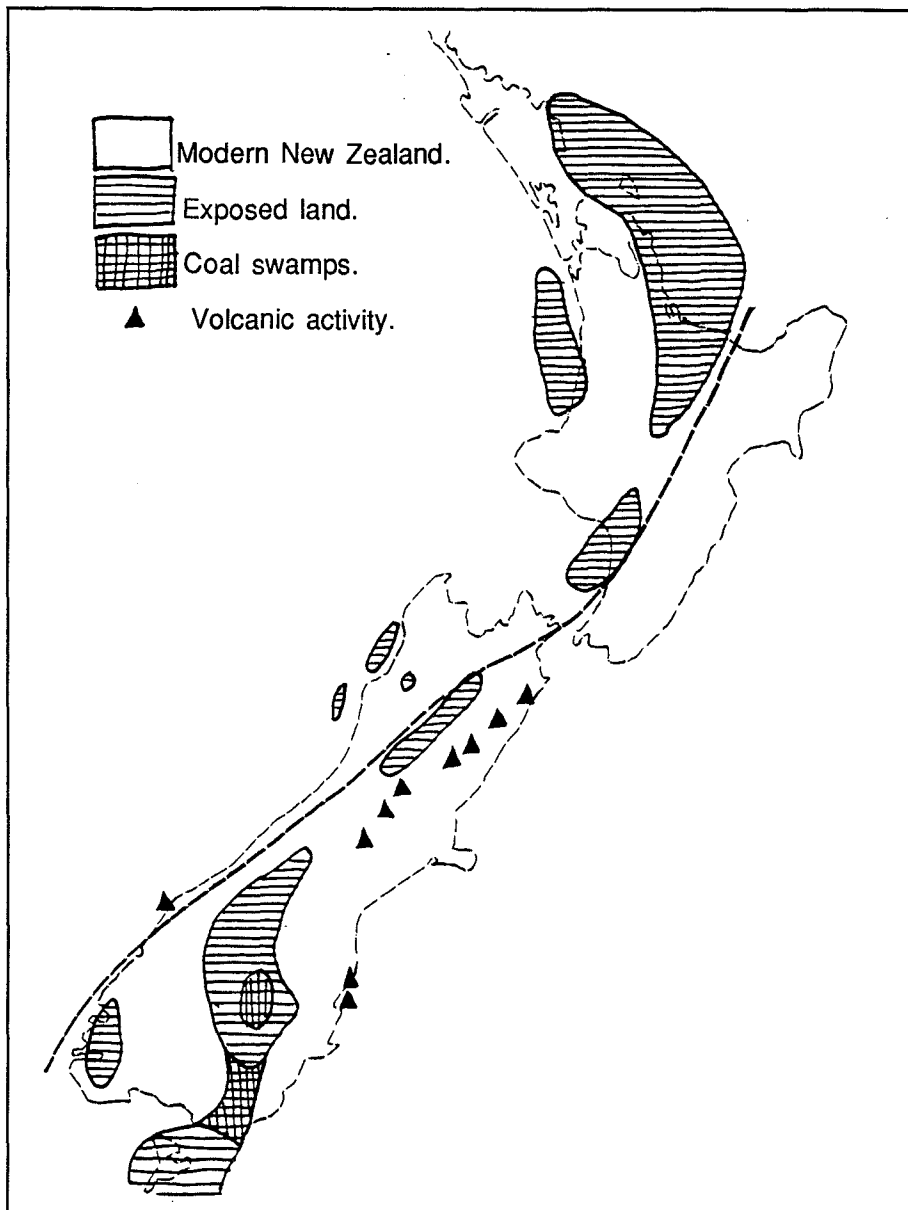 Modern New Zealand.
Exposed land.
Coal swamps.
Volcanic activity.